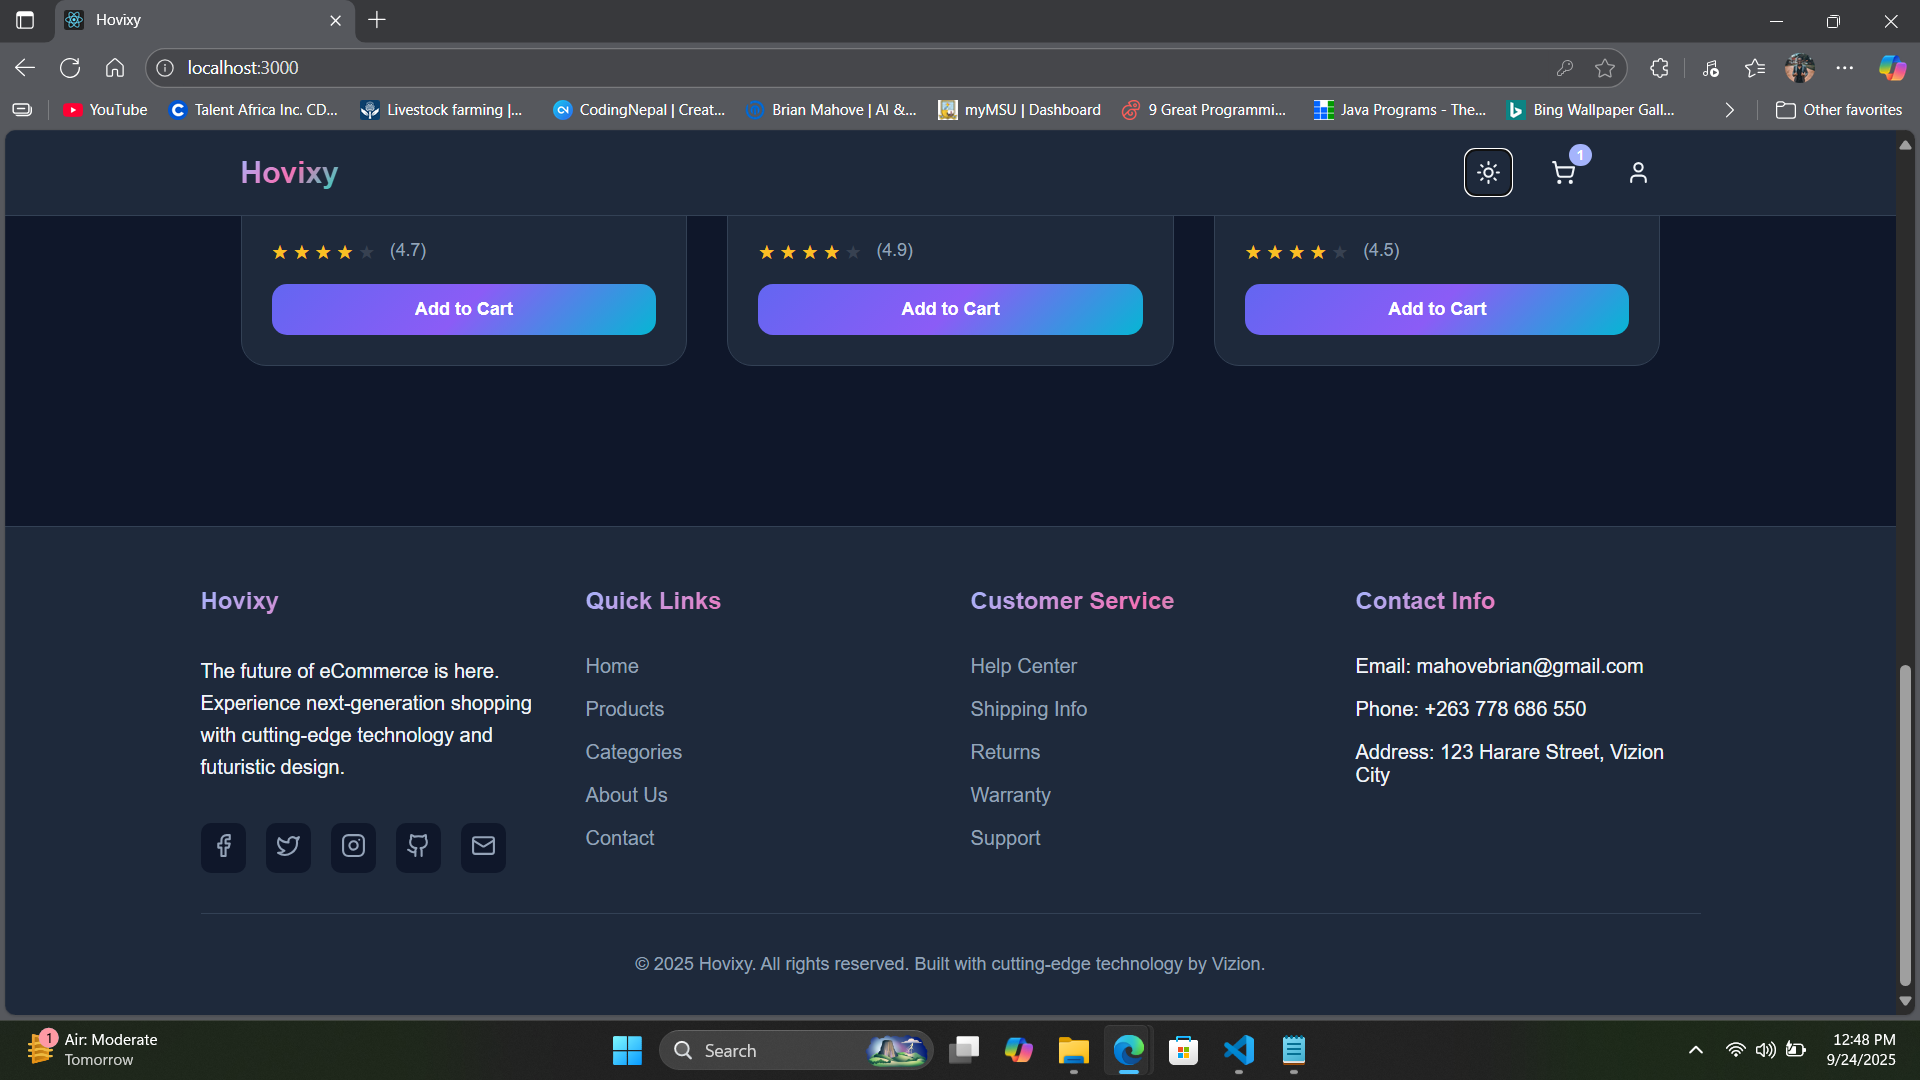 Hovixy
localhost:3000
YouTube
Talent Africa Inc. CD...
Livestock farming |...
CodingNepal | Creat...
Brian Mahove | AI &...
myMSU | Dashboard
9 Great Programmi...
Java Programs - The...
Bing Wallpaper Gall...
Other favorites
Hovixy
1
(4.7)
(4.9)
(4.5)
Add to Cart
Add to Cart
Add to Cart
Hovixy
The future of eCommerce is here.
Experience next-generation shopping
with cutting-edge technology and
futuristic design.
Quick Links
Home
Products
Categories
About Us
Contact
Customer Service
Help Center
Shipping Info
Returns
Warranty
Support
Contact Info
Email: mahovebrian@gmail.com
Phone: +263 778 686 550
Address: 123 Harare Street, Vizion
City
© 2025 Hovixy. All rights reserved. Built with cutting-edge technology by Vizion.
1
Air: Moderate
Tomorrow
Search
12:48 PM
9/24/2025